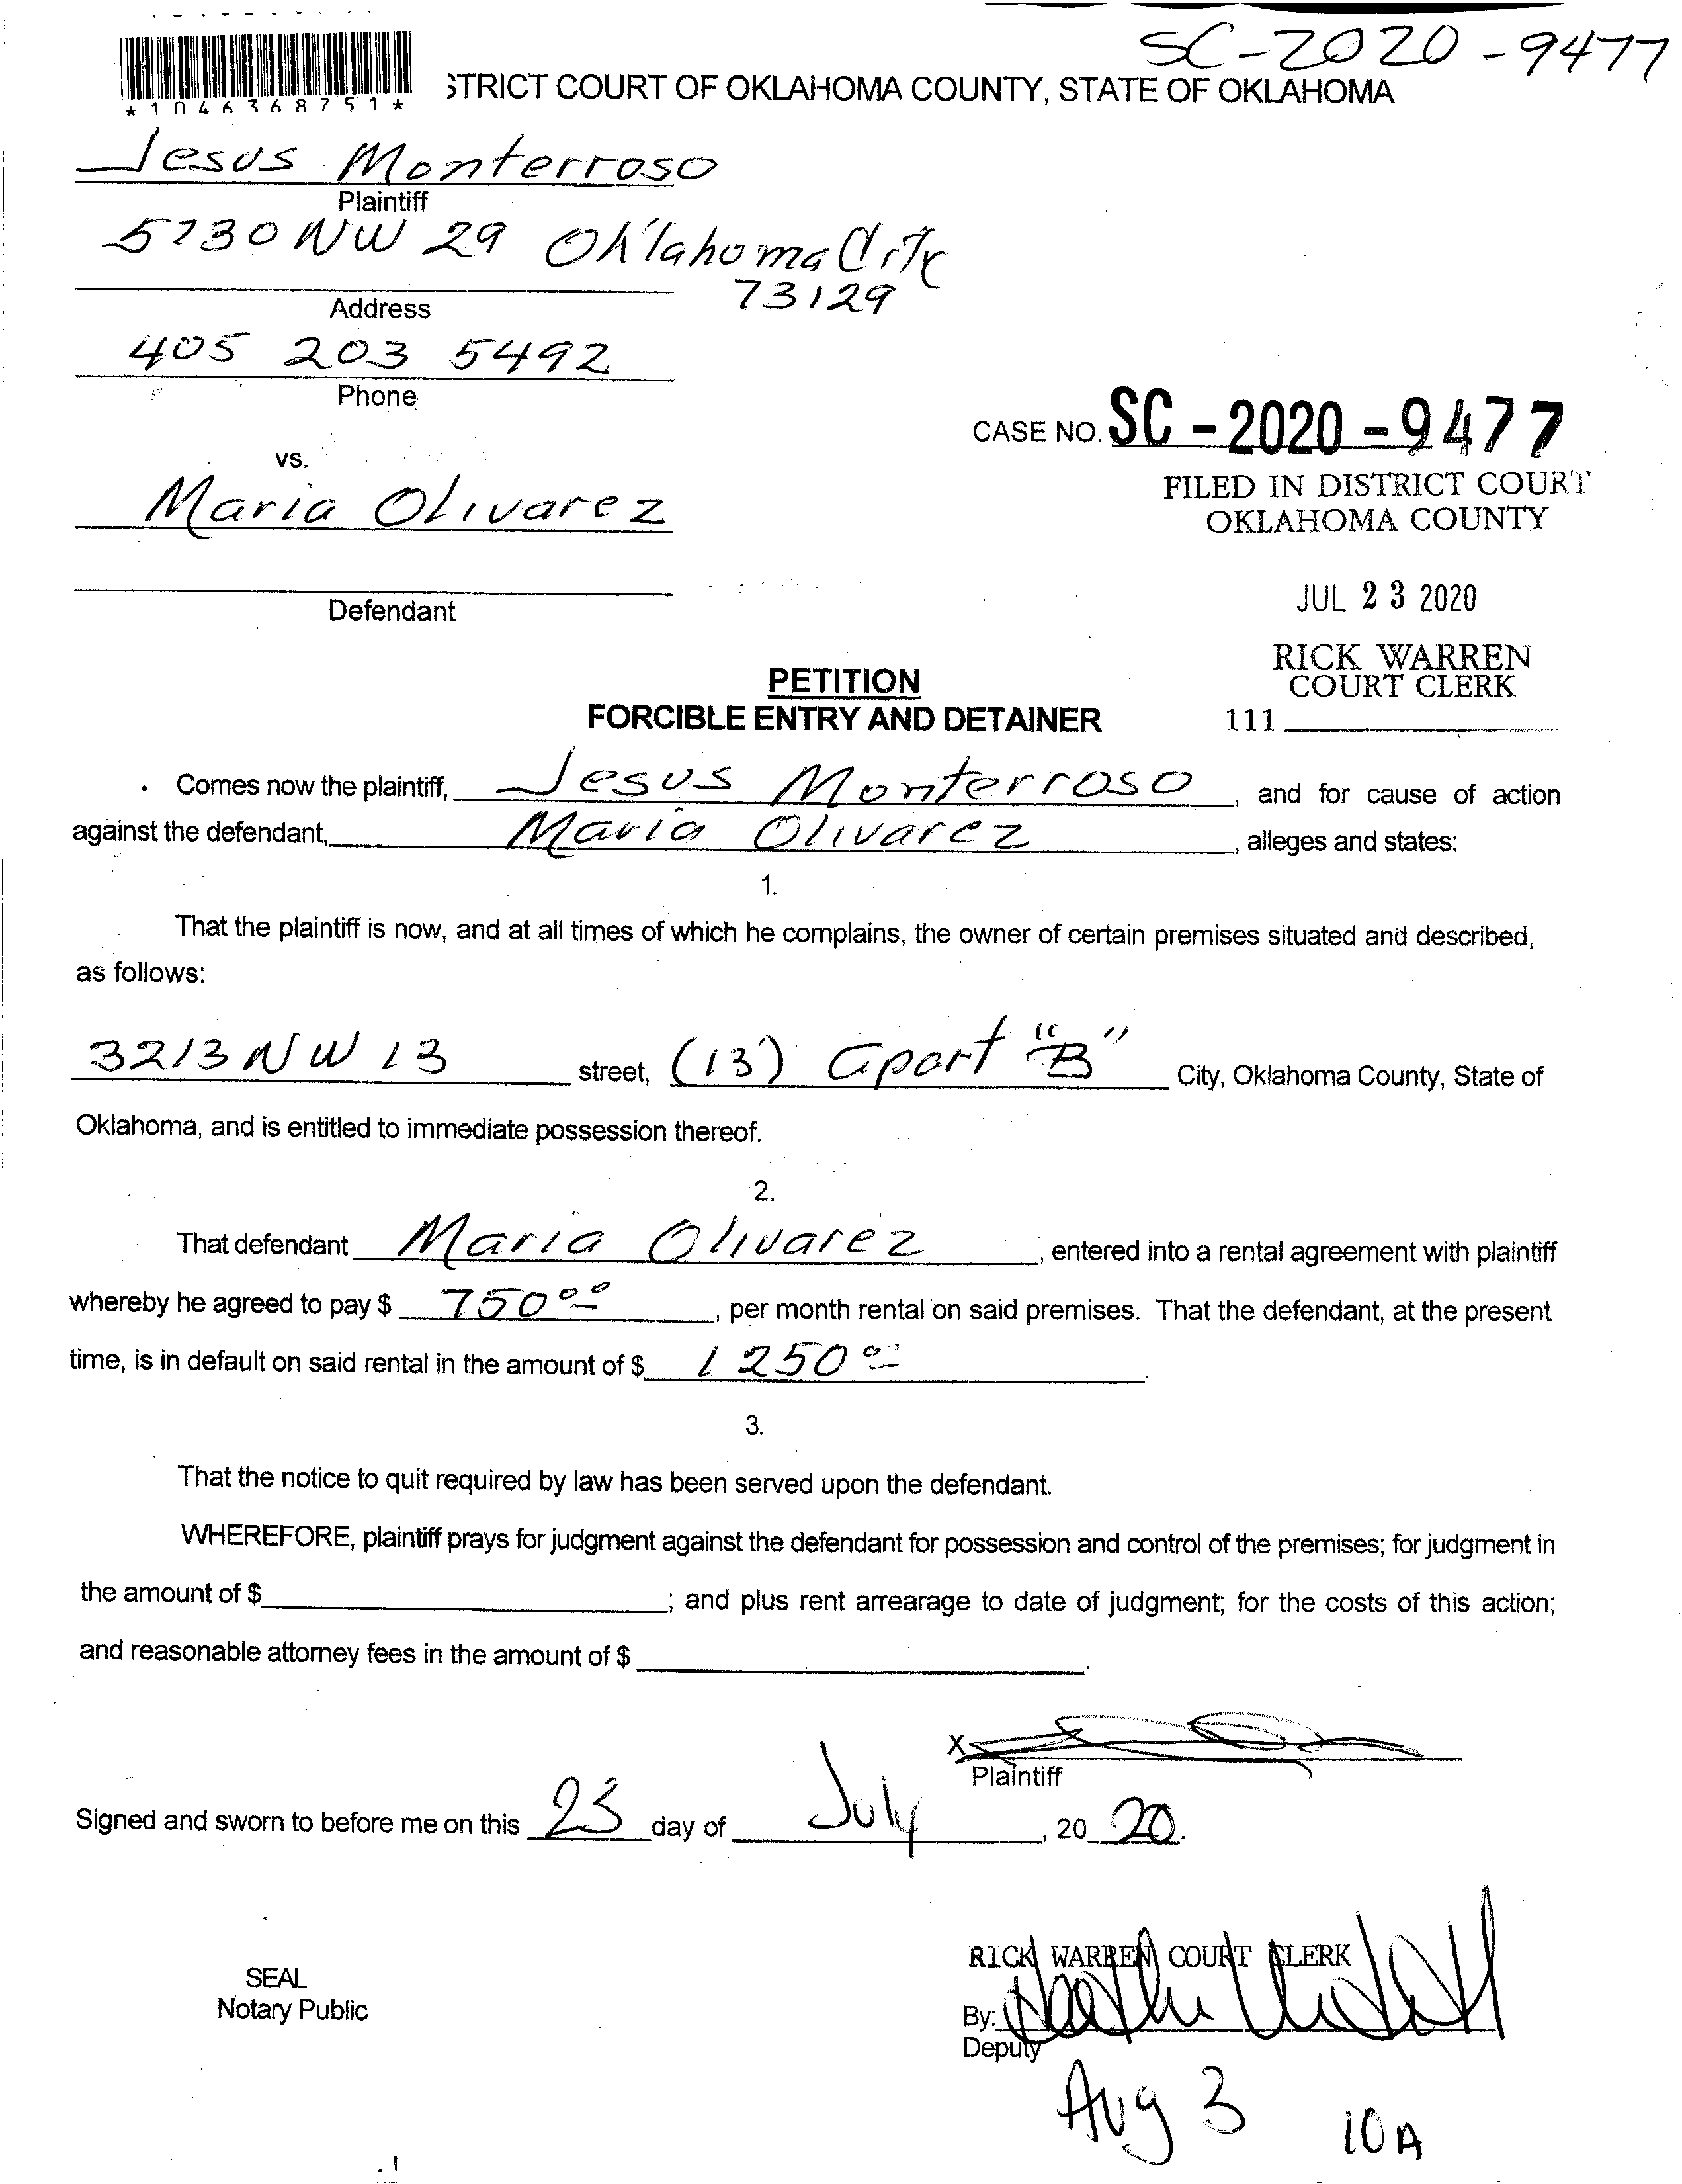 SC-2020-9477
*1046368751*
STRICT COURT OF OKLAHOMA COUNTY, STATE OF OKLAHOMA
Jesus Monterroso
Plaintiff
5730 NW 29 Oklahoma City
73129
Address
405 203 5492
Phone
CASE NO. SC-2020-9477
vs.
FILED IN DISTRICT COURT
OKLAHOMA COUNTY
Maria Olivarez
Defendant
JUL 23 2020
RICK WARREN
COURT CLERK
111
PETITION
FORCIBLE ENTRY AND DETAINER
Comes now the plaintiff, Jesus Monterroso, and for cause of action
against the defendant, Maria Olivarez, alleges and states:
1.
That the plaintiff is now, and at all times of which he complains, the owner of certain premises situated and described,
as follows:
3213 NW 13 street, (13) apart "B" City, Oklahoma County, State of
Oklahoma, and is entitled to immediate possession thereof.
2.
That defendant Maria Olivarez, entered into a rental agreement with plaintiff
whereby he agreed to pay $ 750 00, per month rental on said premises. That the defendant, at the present
time, is in default on said rental in the amount of $ 1250 00.
3.
That the notice to quit required by law has been served upon the defendant.
WHEREFORE, plaintiff prays for judgment against the defendant for possession and control of the premises; for judgment in
the amount of $ ; and plus rent arrearage to date of judgment; for the costs of this action;
and reasonable attorney fees in the amount of $ .
X
Plaintiff
Signed and sworn to before me on this 23 day of July, 20 20.
RICK WARREN COURT CLERK
SEAL
Notary Public
By:
Deputy
Aug 3 10A